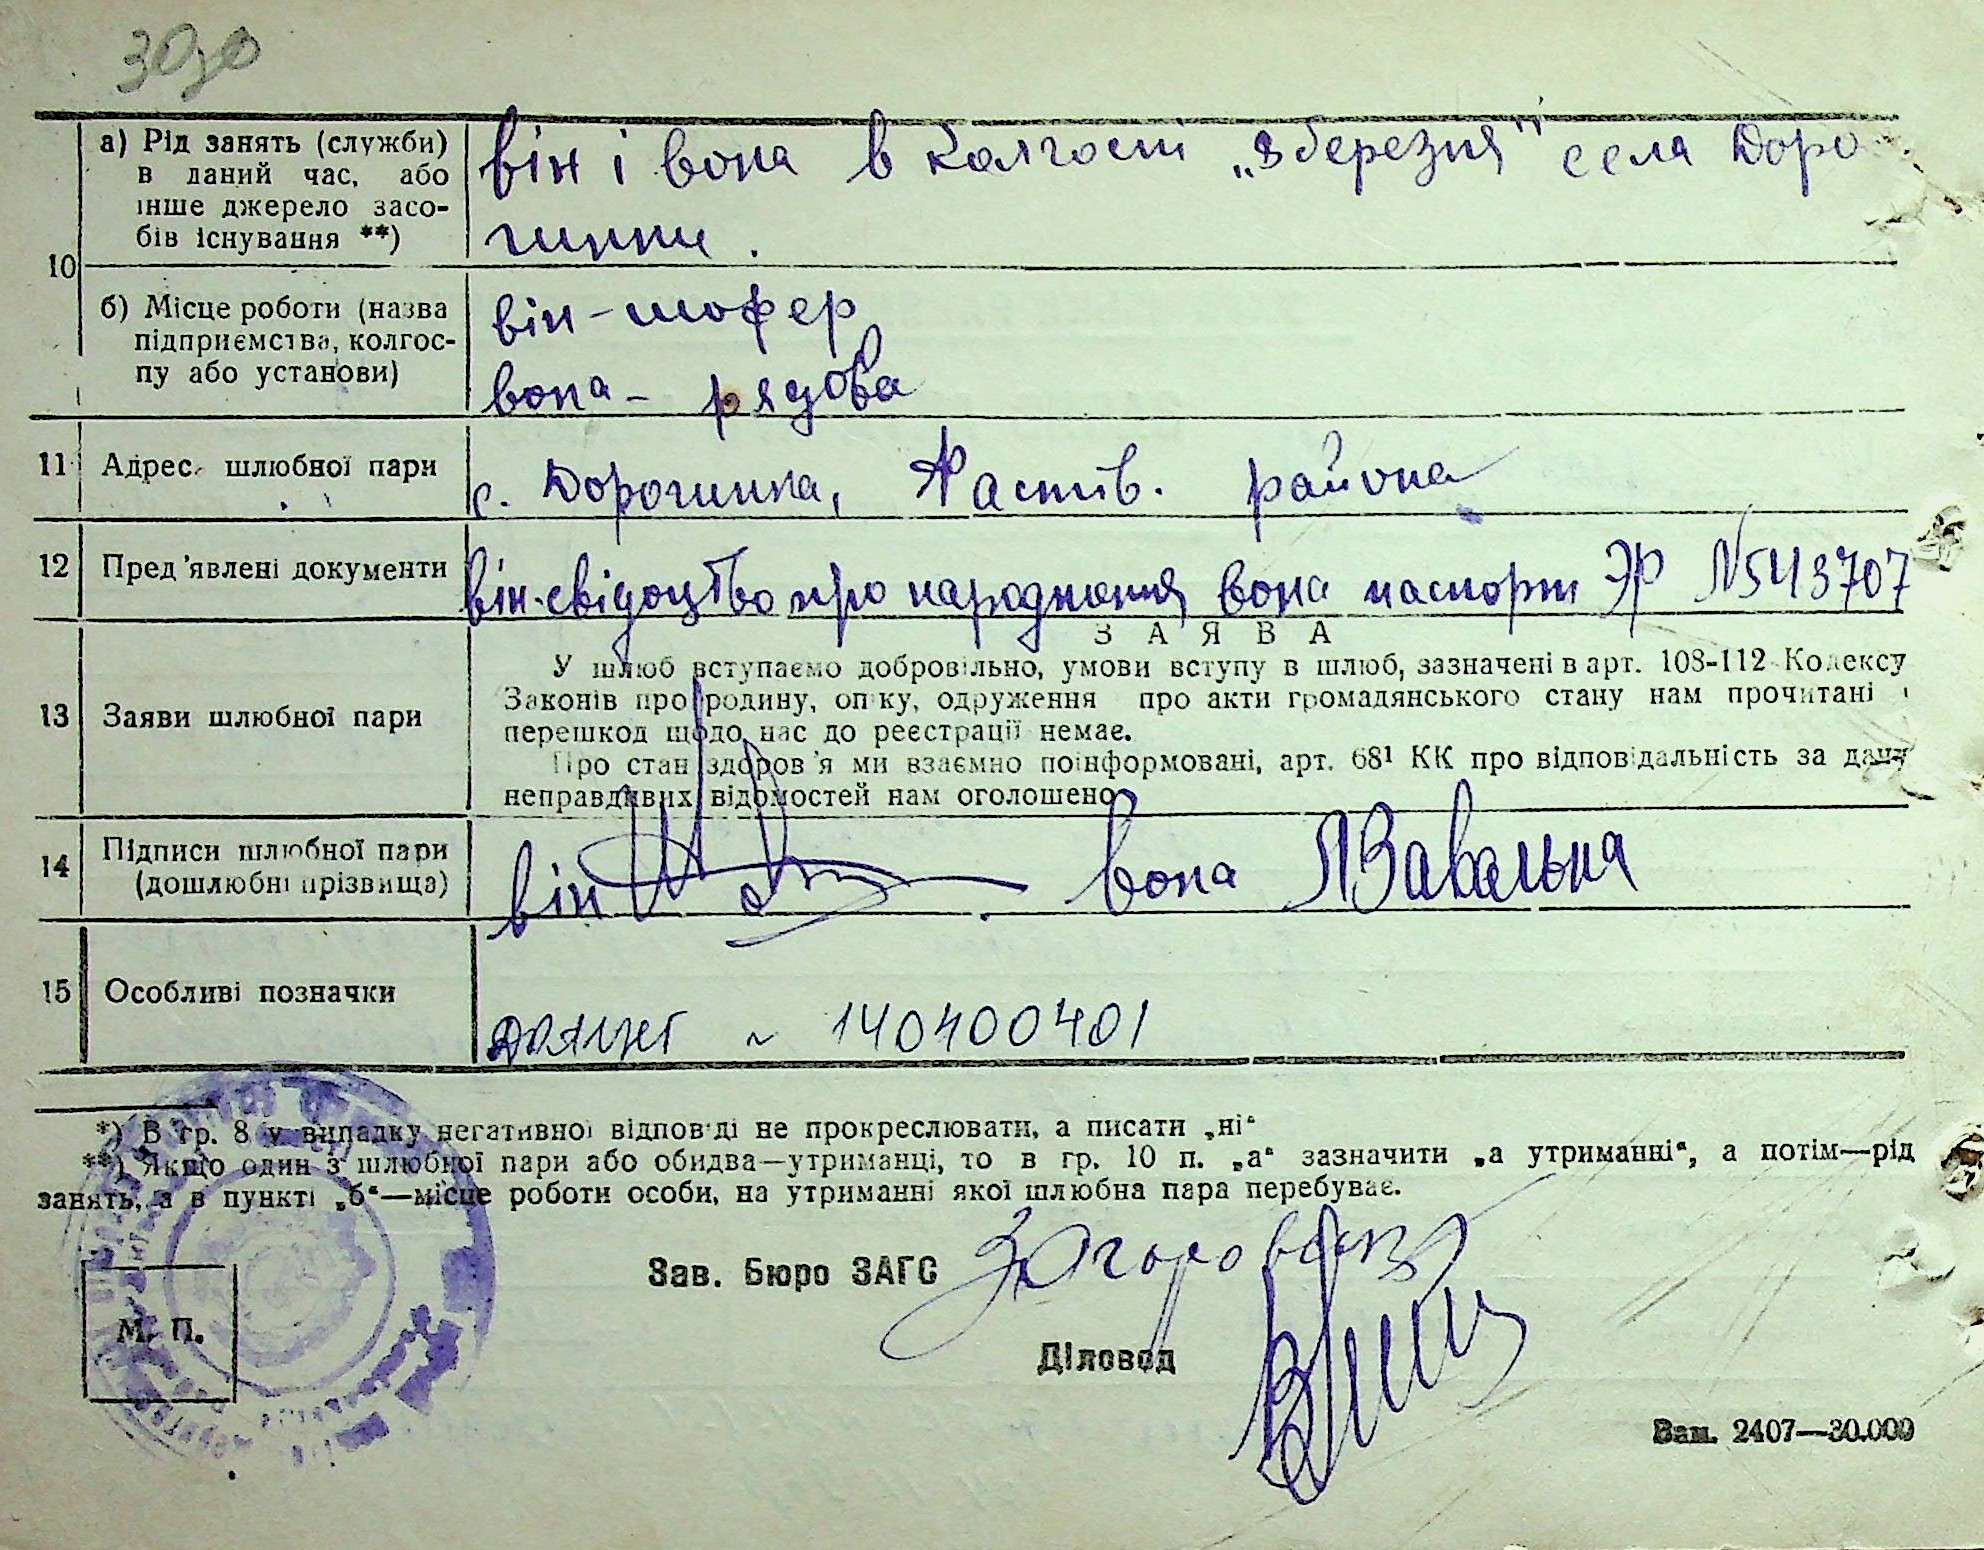 а) Рід занять (служби)
в даний час, або
інше джерело засо-
бів існування **)
він і вона в колгоспі „8 березня" села Доро
гинки.
10
б) Місце роботи (назва
підприємства, колгос-
пу або установи)
він - шофер
вона - рядова
11 Адрес шлюбної пари
с. Дорогинка, Фастів. района
12 Пред'явлені документи
він-свідоцтво про народження вона паспорт ЭР №543707
ЗАЯВА
У шлюб вступаємо добровільно, умови вступу в шлюб, зазначені в арт. 108-112 Кодексу
Законів про родину, опіку, одруження про акти громадянського стану нам прочитані і
перешкод щодо нас до реєстрації немає.
13 Заяви шлюбної пари
Про стан здоров'я ми взаємно поінформовані, арт. 68¹ КК про відповідальність за дачу
неправдивих відомостей нам оголошено.
14 Підписи шлюбної пари
(дошлюбні прізвища)
він вона ЯЗавальна
15 Особливі позначки
~ 140400401
*) В гр. 8 у випадку негативної відповіді не прокреслювати, а писати „ні“
**) Якщо один з шлюбної пари або обидва—утриманці, то в гр. 10 п. „а“ зазначити „а утриманні“, а потім—рід
занять, а в пункті „б“—місце роботи особи, на утриманні якої шлюбна пара перебуває.
Зав. Бюро ЗАГС
М. П.
Діловод
Зам. 2407—30.000